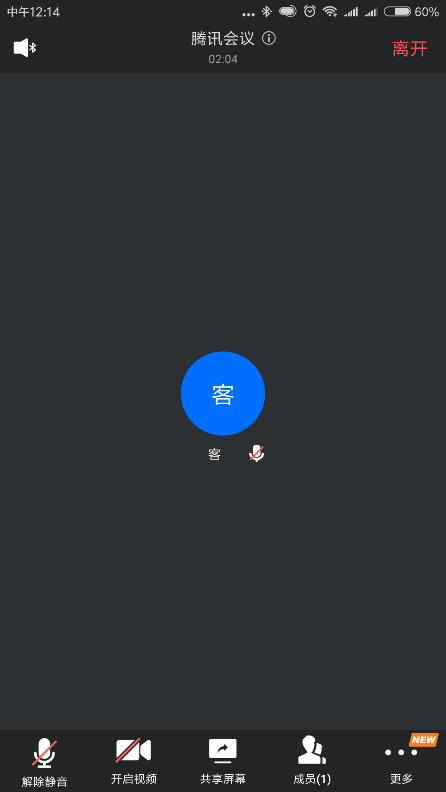 中午12:14
60%
腾讯会议
02:04
离开
客
客
NEW
解除静音
开启视频
共享屏幕
成员(1)
更多